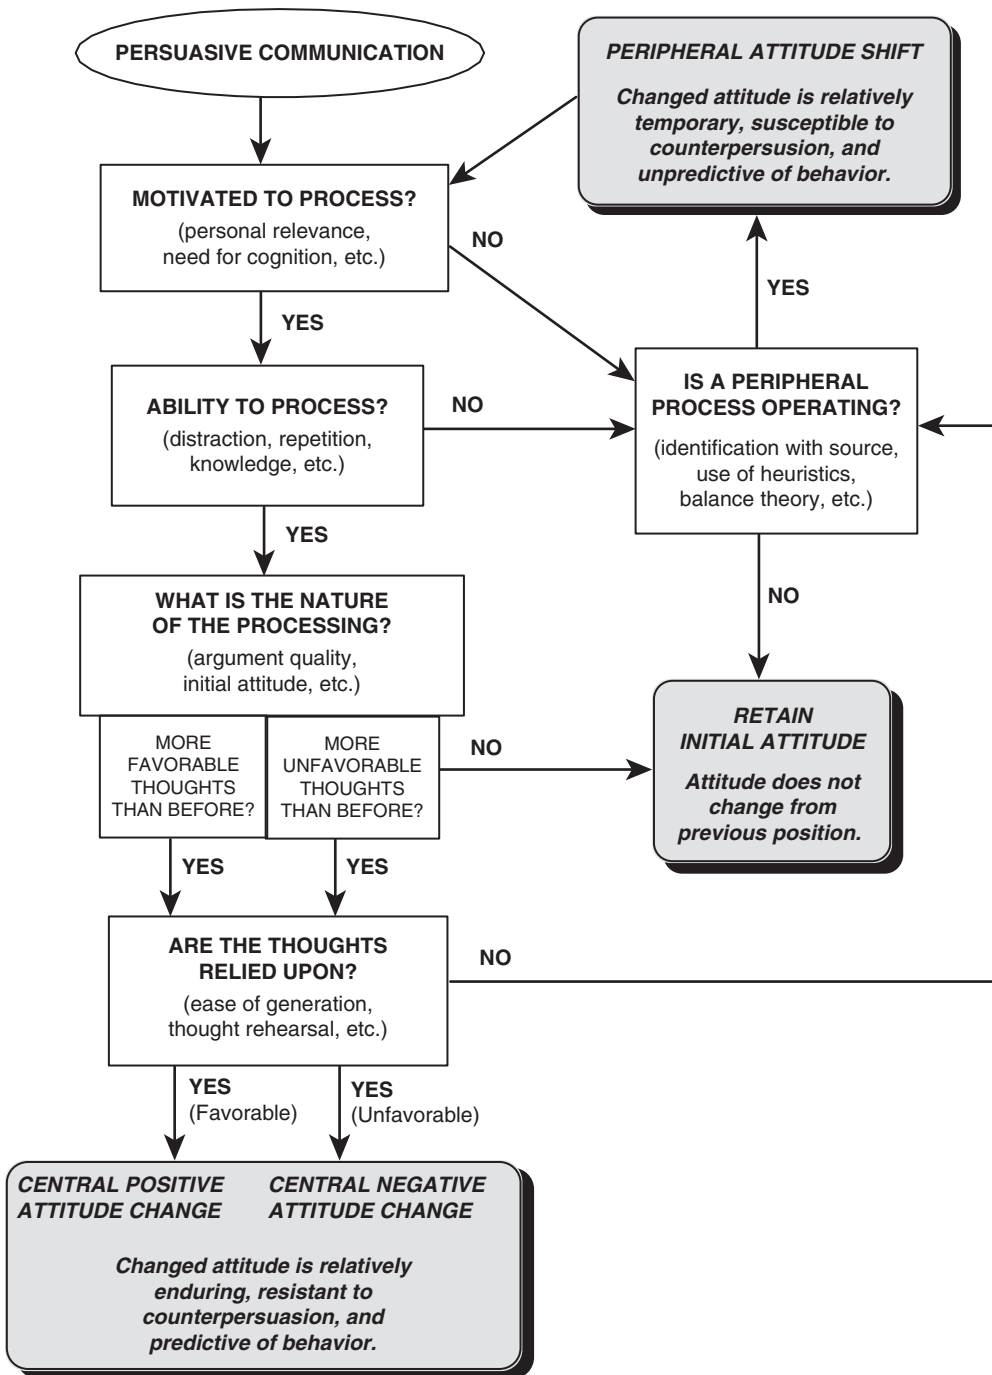 PERSUASIVE COMMUNICATION
PERIPHERAL ATTITUDE SHIFT
Changed attitude is relatively
temporary, susceptible to
counterpersusion, and
unpredictive of behavior.
MOTIVATED TO PROCESS?
(personal relevance,
need for cognition, etc.)
NO
YES
YES
IS A PERIPHERAL
PROCESS OPERATING?
(identification with source,
use of heuristics,
balance theory, etc.)
ABILITY TO PROCESS?
(distraction, repetition,
knowledge, etc.)
NO
YES
NO
WHAT IS THE NATURE
OF THE PROCESSING?
(argument quality,
initial attitude, etc.)
MORE
FAVORABLE
THOUGHTS
THAN BEFORE?
MORE
UNFAVORABLE
THOUGHTS
THAN BEFORE?
NO
RETAIN
INITIAL ATTITUDE
Attitude does not
change from
previous position.
YES
YES
ARE THE THOUGHTS
RELIED UPON?
(ease of generation,
thought rehearsal, etc.)
NO
YES
(Favorable)
YES
(Unfavorable)
CENTRAL POSITIVE
ATTITUDE CHANGE
CENTRAL NEGATIVE
ATTITUDE CHANGE
Changed attitude is relatively
enduring, resistant to
counterpersuasion, and
predictive of behavior.